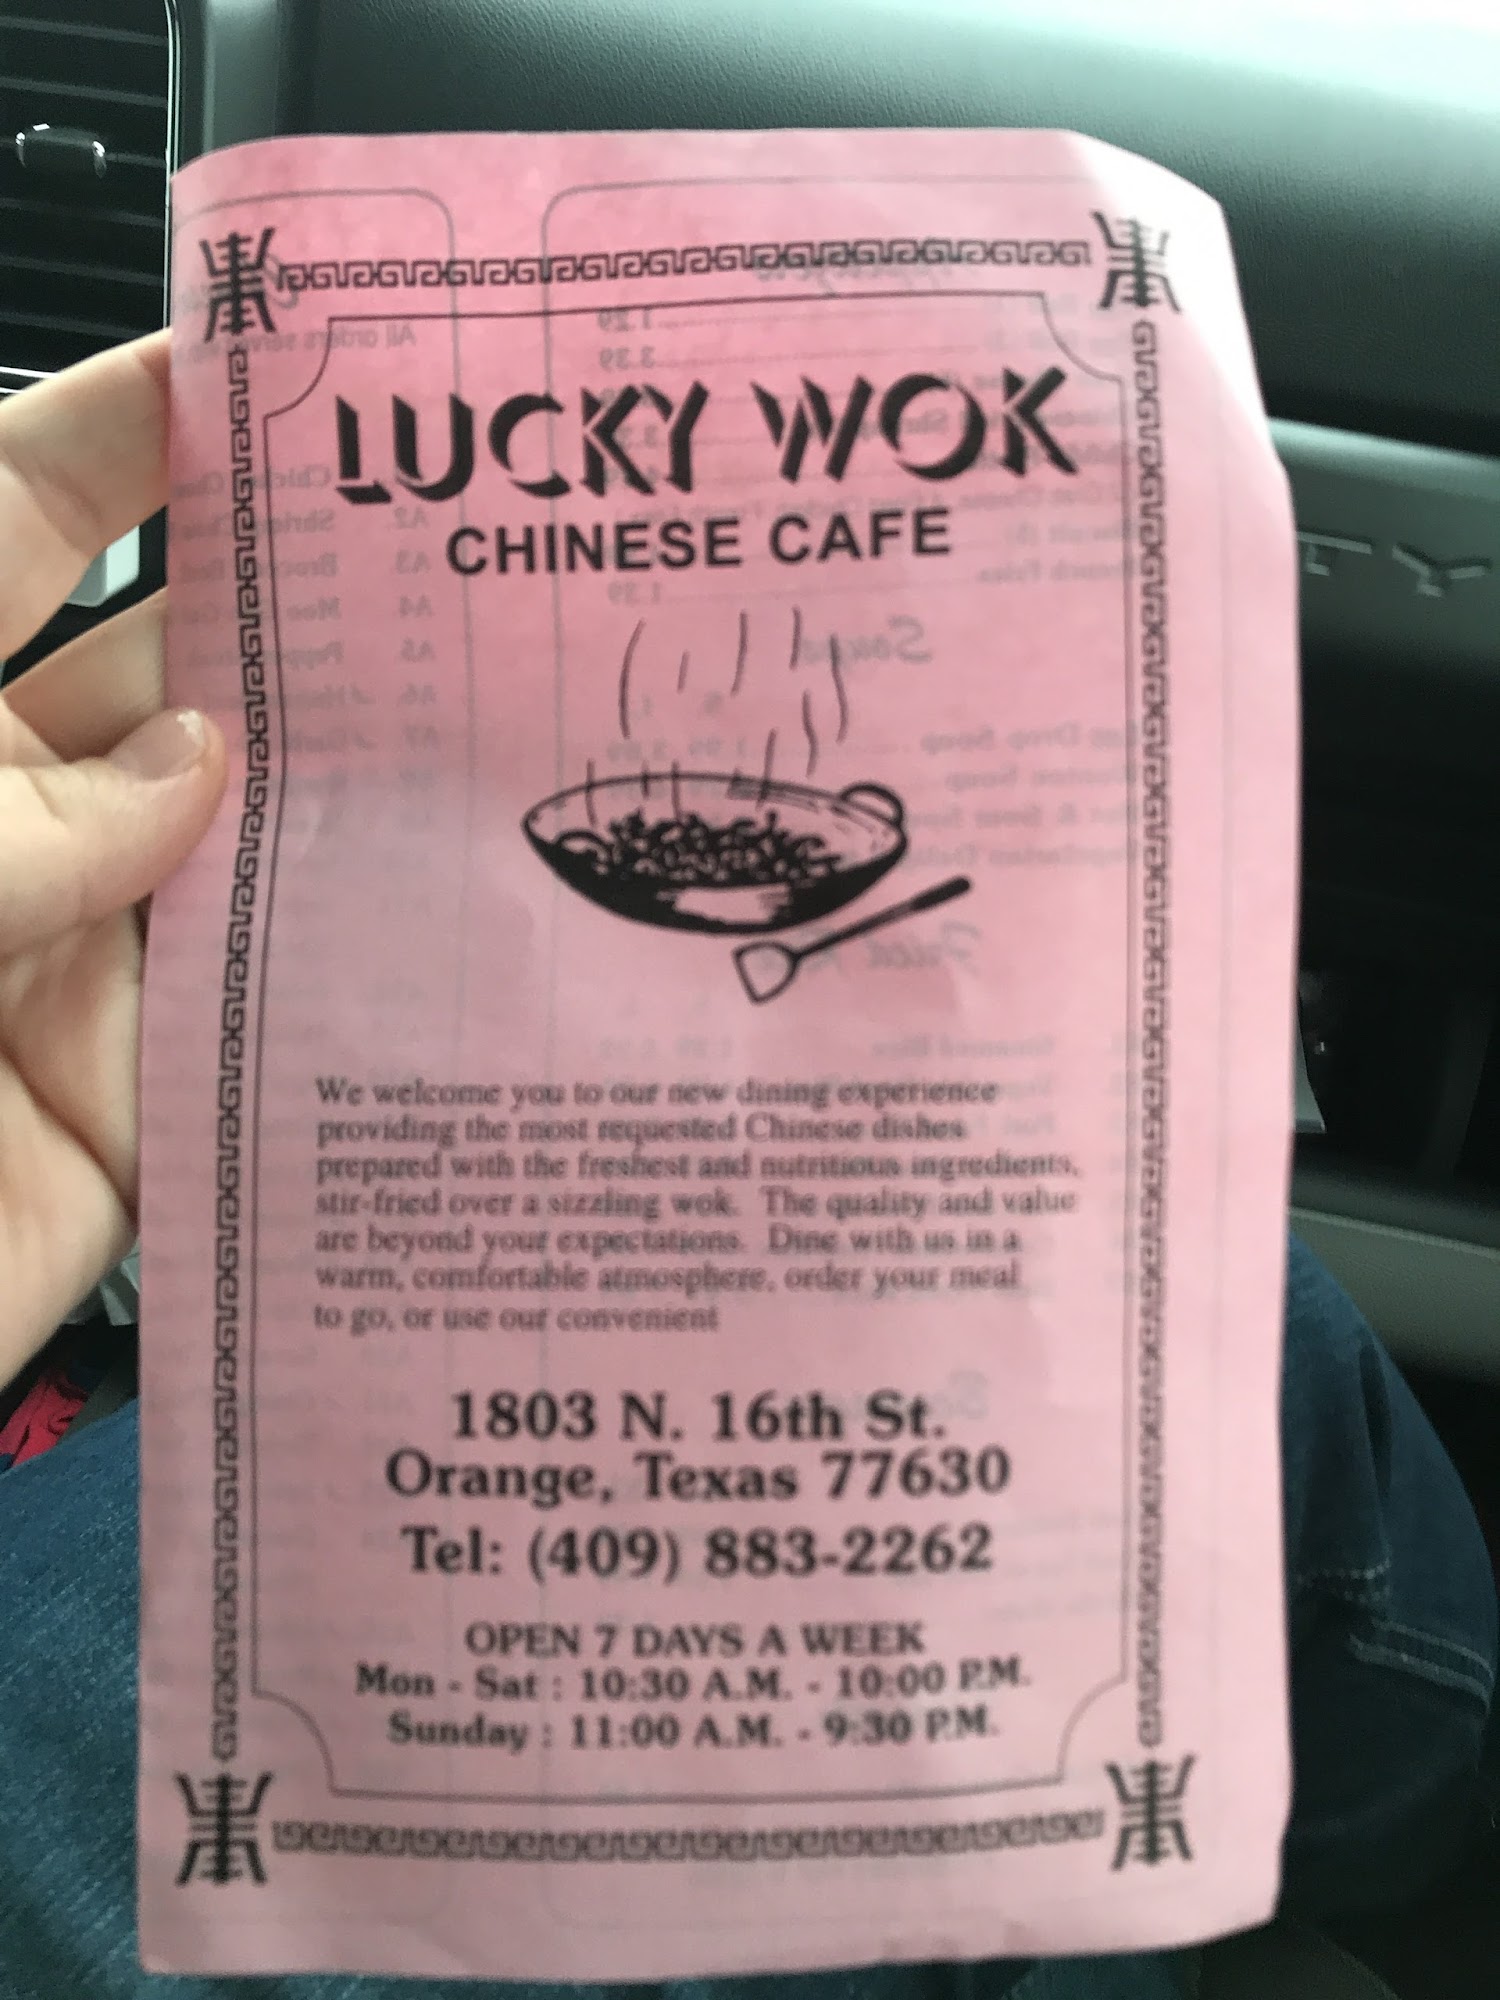 LUCKY WOK
CHINESE CAFE
We welcome you to our new dining experience
providing the most requested Chinese dishes
prepared with the freshest and nutritious ingredients,
stir-fried over a sizzling wok. The quality and value
are beyond your expectations. Dine with us in a
warm, comfortable atmosphere, order your meal
to go, or use our convenient
1803 N. 16th St.
Orange, Texas 77630
Tel: (409) 883-2262
OPEN 7 DAYS A WEEK
Mon - Sat : 10:30 A.M. - 10:00 P.M.
Sunday : 11:00 A.M. - 9:30 P.M.